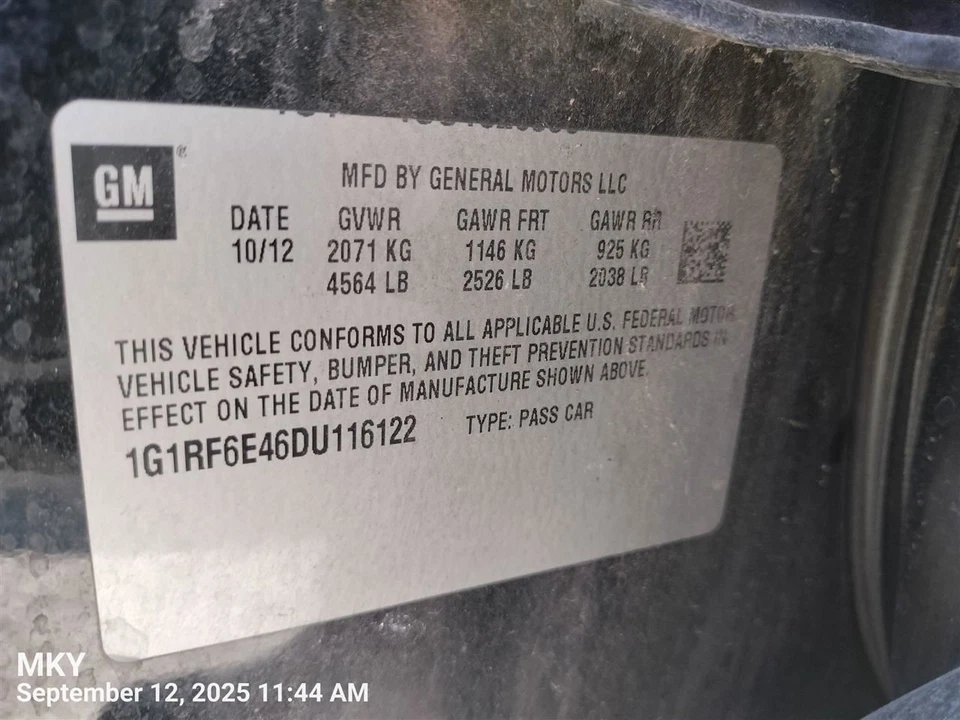 GM
®
MFD BY GENERAL MOTORS LLC
DATE GVWR GAWR FRT GAWR RR
10/12 2071 KG 1146 KG 925 KG
4564 LB 2526 LB 2038 LB
THIS VEHICLE CONFORMS TO ALL APPLICABLE U.S. FEDERAL MOTOR
VEHICLE SAFETY, BUMPER, AND THEFT PREVENTION STANDARDS IN
EFFECT ON THE DATE OF MANUFACTURE SHOWN ABOVE.
1G1RF6E46DU116122 TYPE: PASS CAR
MKY
September 12, 2025 11:44 AM